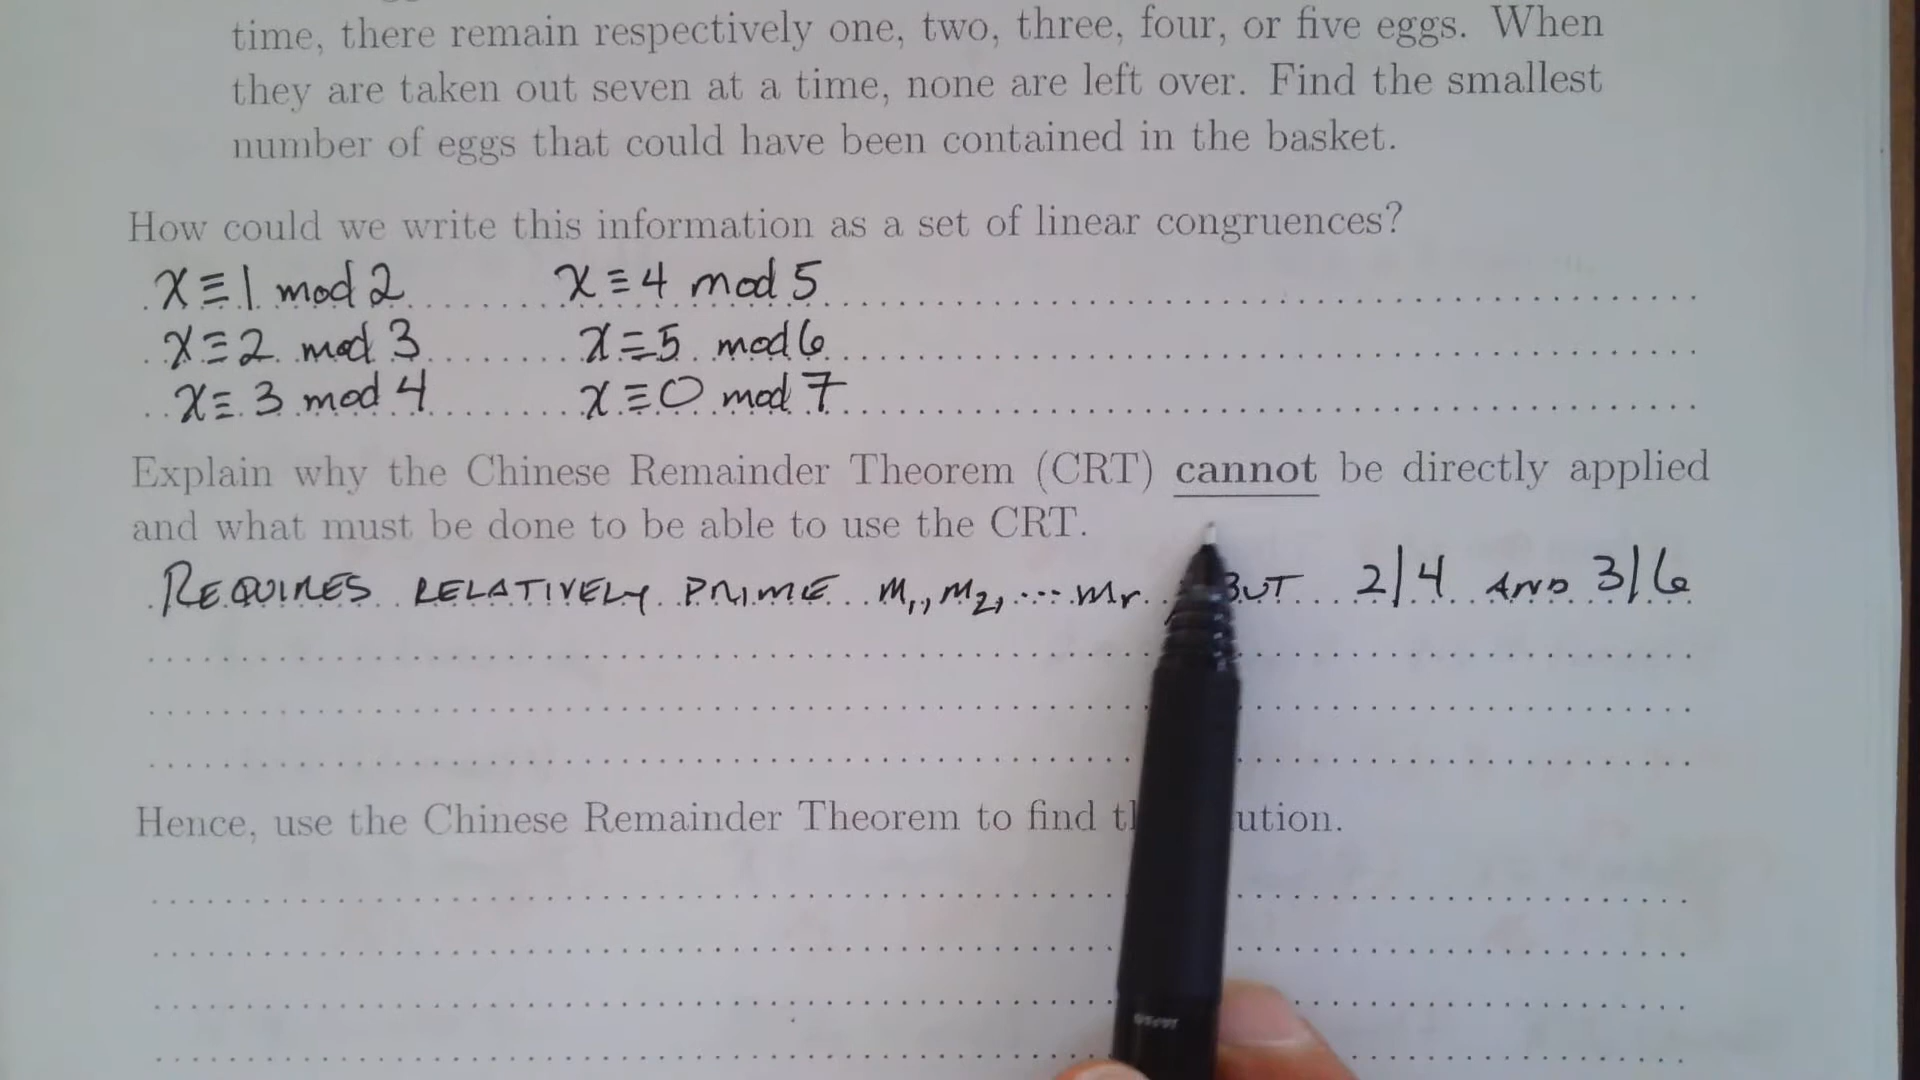 time, there remain respectively one, two, three, four, or five eggs. When
they are taken out seven at a time, none are left over. Find the smallest
number of eggs that could have been contained in the basket.
How could we write this information as a set of linear congruences?
x≡1 mod 2 x≡4 mod 5
x≡2 mod 3 x≡5 mod 6
x≡3 mod 4 x≡0 mod 7
Explain why the Chinese Remainder Theorem (CRT) cannot be directly applied
and what must be done to be able to use the CRT.
REQUIRES RELATIVELY PRIME m₁, m₂, ... mr BUT 2|4 AND 3|6
Hence, use the Chinese Remainder Theorem to find